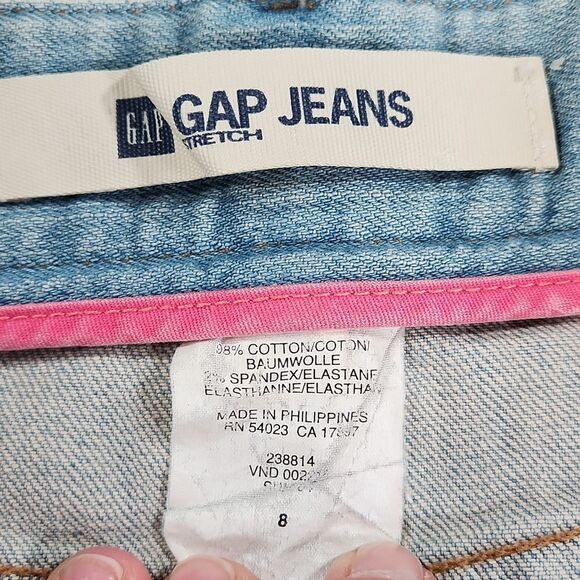 GAP
GAP JEANS
STRETCH
98% COTTON/COTON/
BAUMWOLLE
2% SPANDEX/ELASTANE
ELASTHANNE/ELASTHAN
MADE IN PHILIPPINES
RN 54023 CA 17897
238814
VND
8